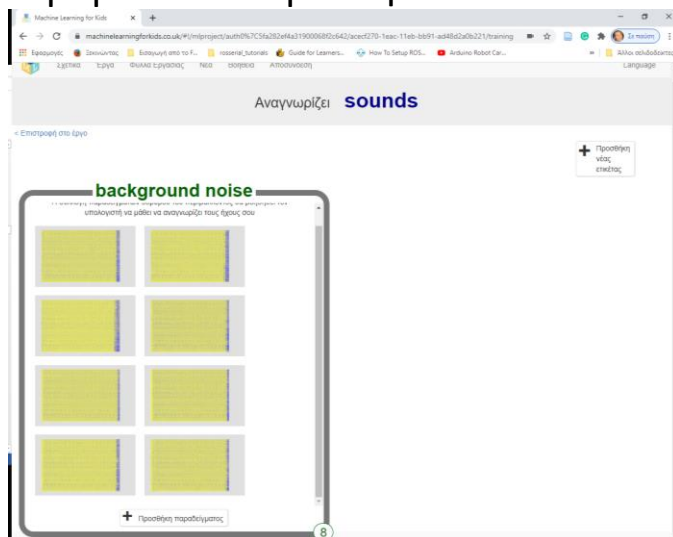 Machine Learning for Kids
machinelearningforkids.co.uk/#!/mlproject/auth0%7C5fa282ef4a31900068f2c642/acecf270-1eac-11eb-bb91-ad48d2a0b221/training
Σε παύση
Εφαρμογές Ξεκινώντας Εισαγωγή από το F... rosserial_tutorials Guide for Learners... How To Setup ROS... Arduino Robot Car... Άλλοι σελιδοδείκτες
Σχετικά Έργα Φύλλα Εργασίας Νέα Βοήθεια Αποσύνδεση Language
Αναγνωρίζει sounds
< Επιστροφή στο έργο
Προσθήκη
νέας
ετικέτας
background noise
υπολογιστή να μάθει να αναγνωρίζει τους ήχους σου
Προσθήκη παραδείγματος
8